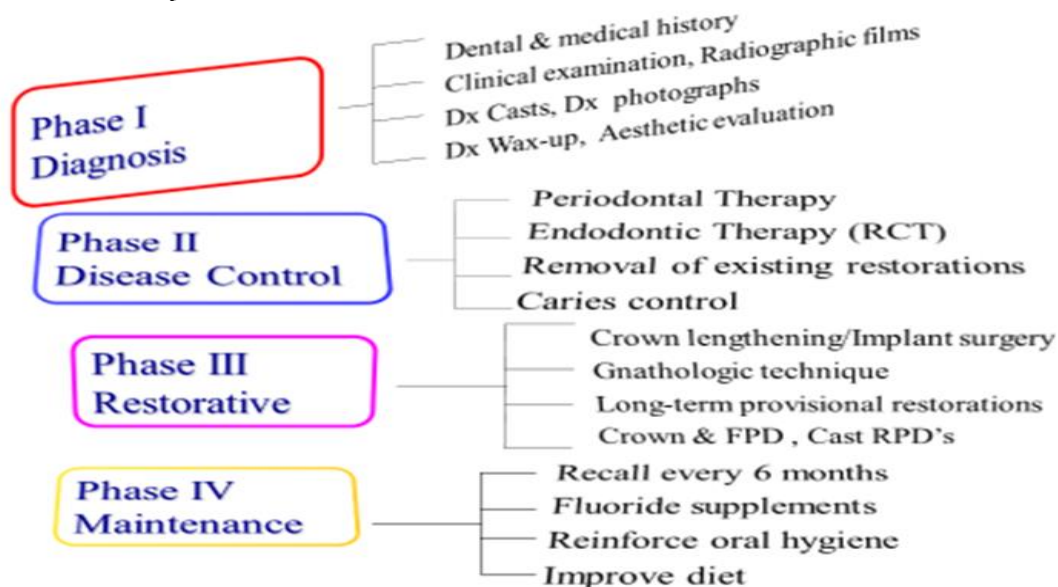 Phase I
Diagnosis
Dental & medical history
Clinical examination, Radiographic films
Dx Casts, Dx photographs
Dx Wax-up, Aesthetic evaluation
Phase II
Disease Control
Periodontal Therapy
Endodontic Therapy (RCT)
Removal of existing restorations
Caries control
Phase III
Restorative
Crown lengthening/Implant surgery
Gnathologic technique
Long-term provisional restorations
Crown & FPD , Cast RPD's
Phase IV
Maintenance
Recall every 6 months
Fluoride supplements
Reinforce oral hygiene
Improve diet